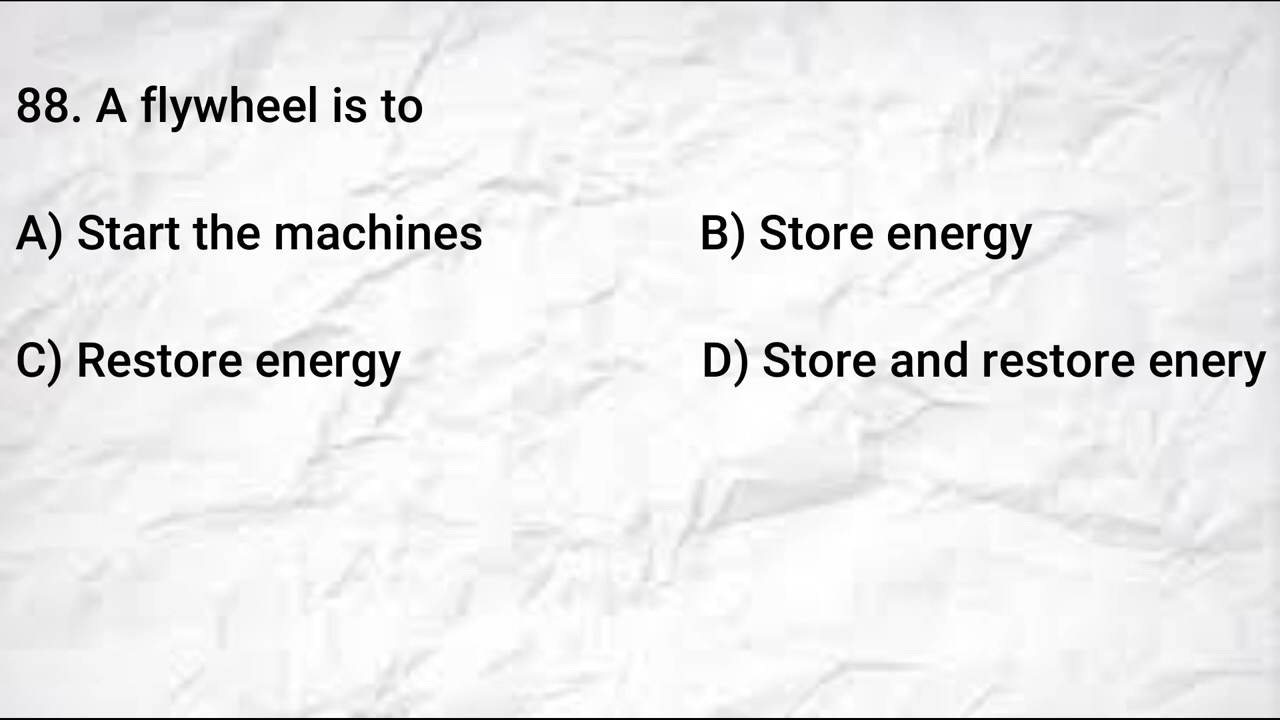 88. A flywheel is to
A) Start the machines B) Store energy
C) Restore energy D) Store and restore enery